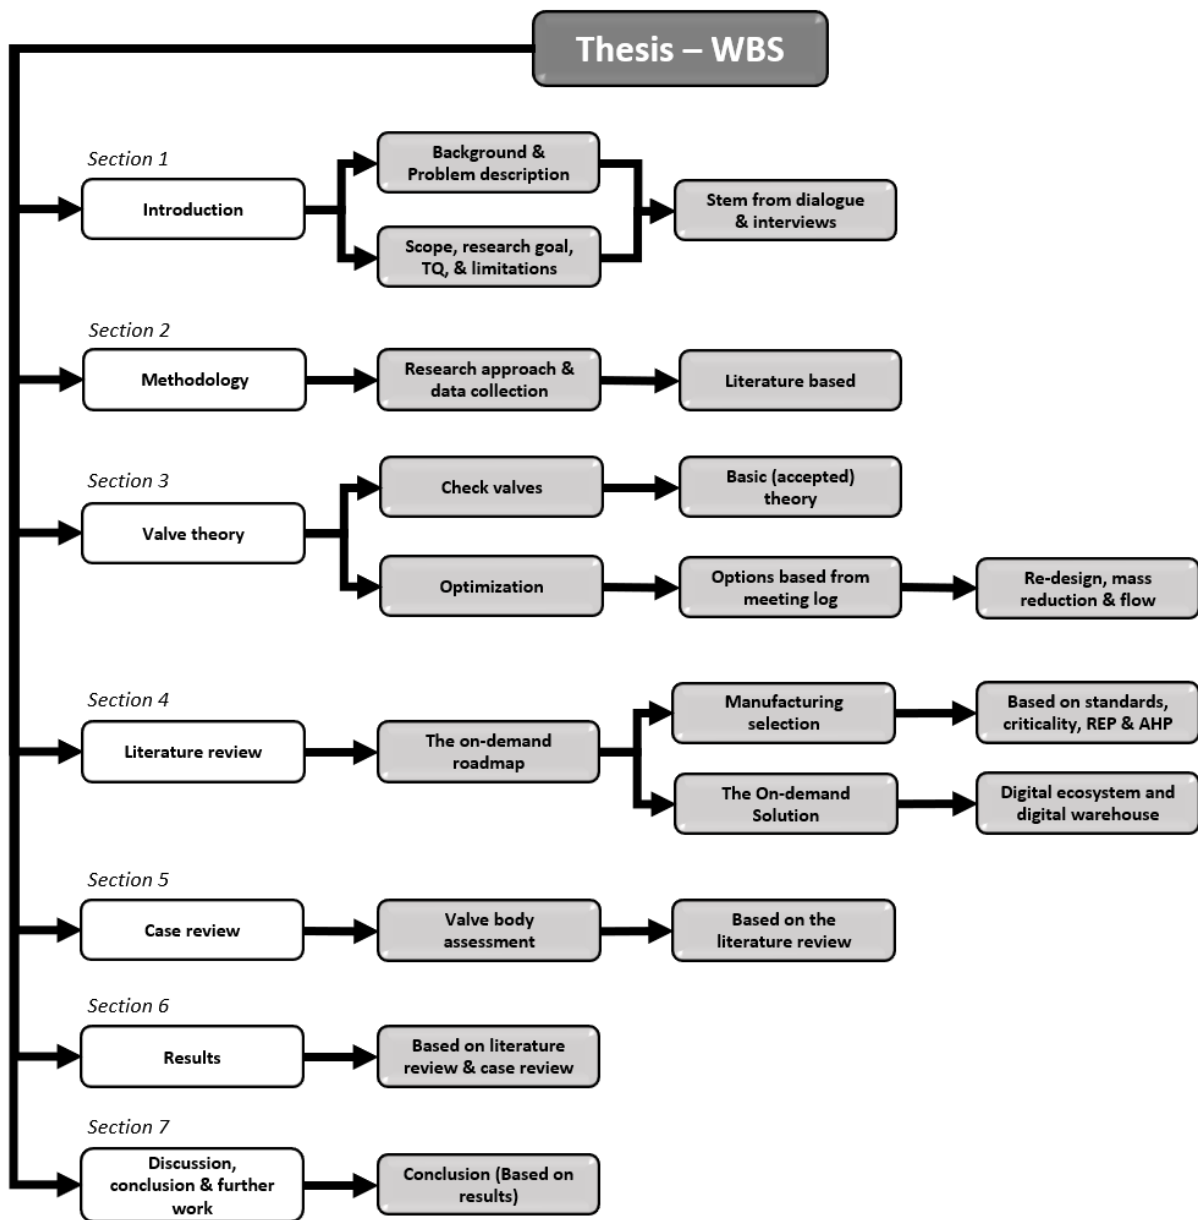 Thesis – WBS
Section 1
Introduction
Background &
Problem description
Scope, research goal,
TQ, & limitations
Stem from dialogue
& interviews
Section 2
Methodology
Research approach &
data collection
Literature based
Section 3
Valve theory
Check valves
Basic (accepted)
theory
Optimization
Options based from
meeting log
Re-design, mass
reduction & flow
Section 4
Literature review
The on-demand
roadmap
Manufacturing
selection
Based on standards,
criticality, REP & AHP
The On-demand
Solution
Digital ecosystem and
digital warehouse
Section 5
Case review
Valve body
assessment
Based on the
literature review
Section 6
Results
Based on literature
review & case review
Section 7
Discussion,
conclusion & further
work
Conclusion (Based on
results)